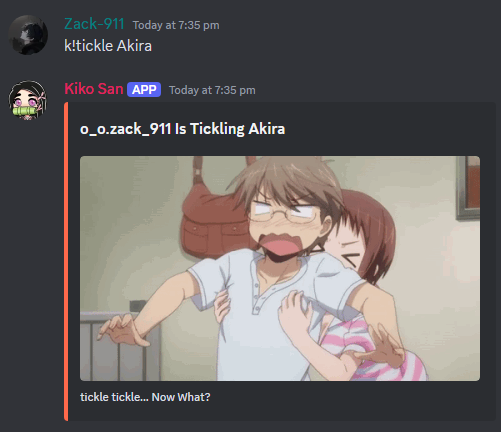 Zack-911 Today at 7:35 pm
k!tickle Akira
Kiko San APP Today at 7:35 pm
o_o.zack_911 Is Tickling Akira
tickle tickle... Now What?